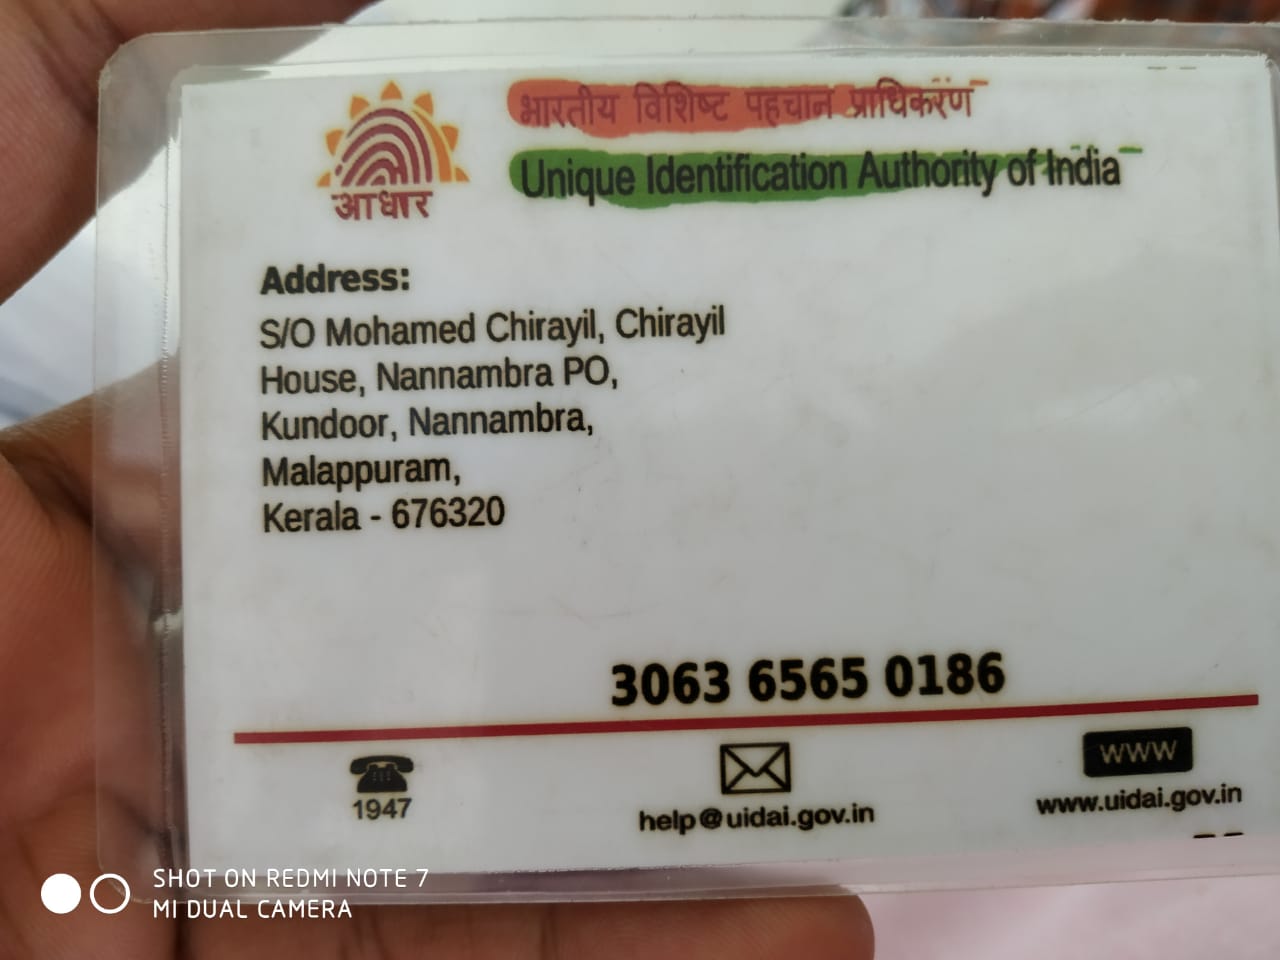 भारतीय विशिष्ट पहचान प्राधिकरण
Unique Identification Authority of India
आधार
Address:
S/O Mohamed Chirayil, Chirayil
House, Nannambra PO,
Kundoor, Nannambra,
Malappuram,
Kerala - 676320
3063 6565 0186
WWW
1947
help@uidai.gov.in
www.uidai.gov.in
SHOT ON REDMI NOTE 7
MI DUAL CAMERA